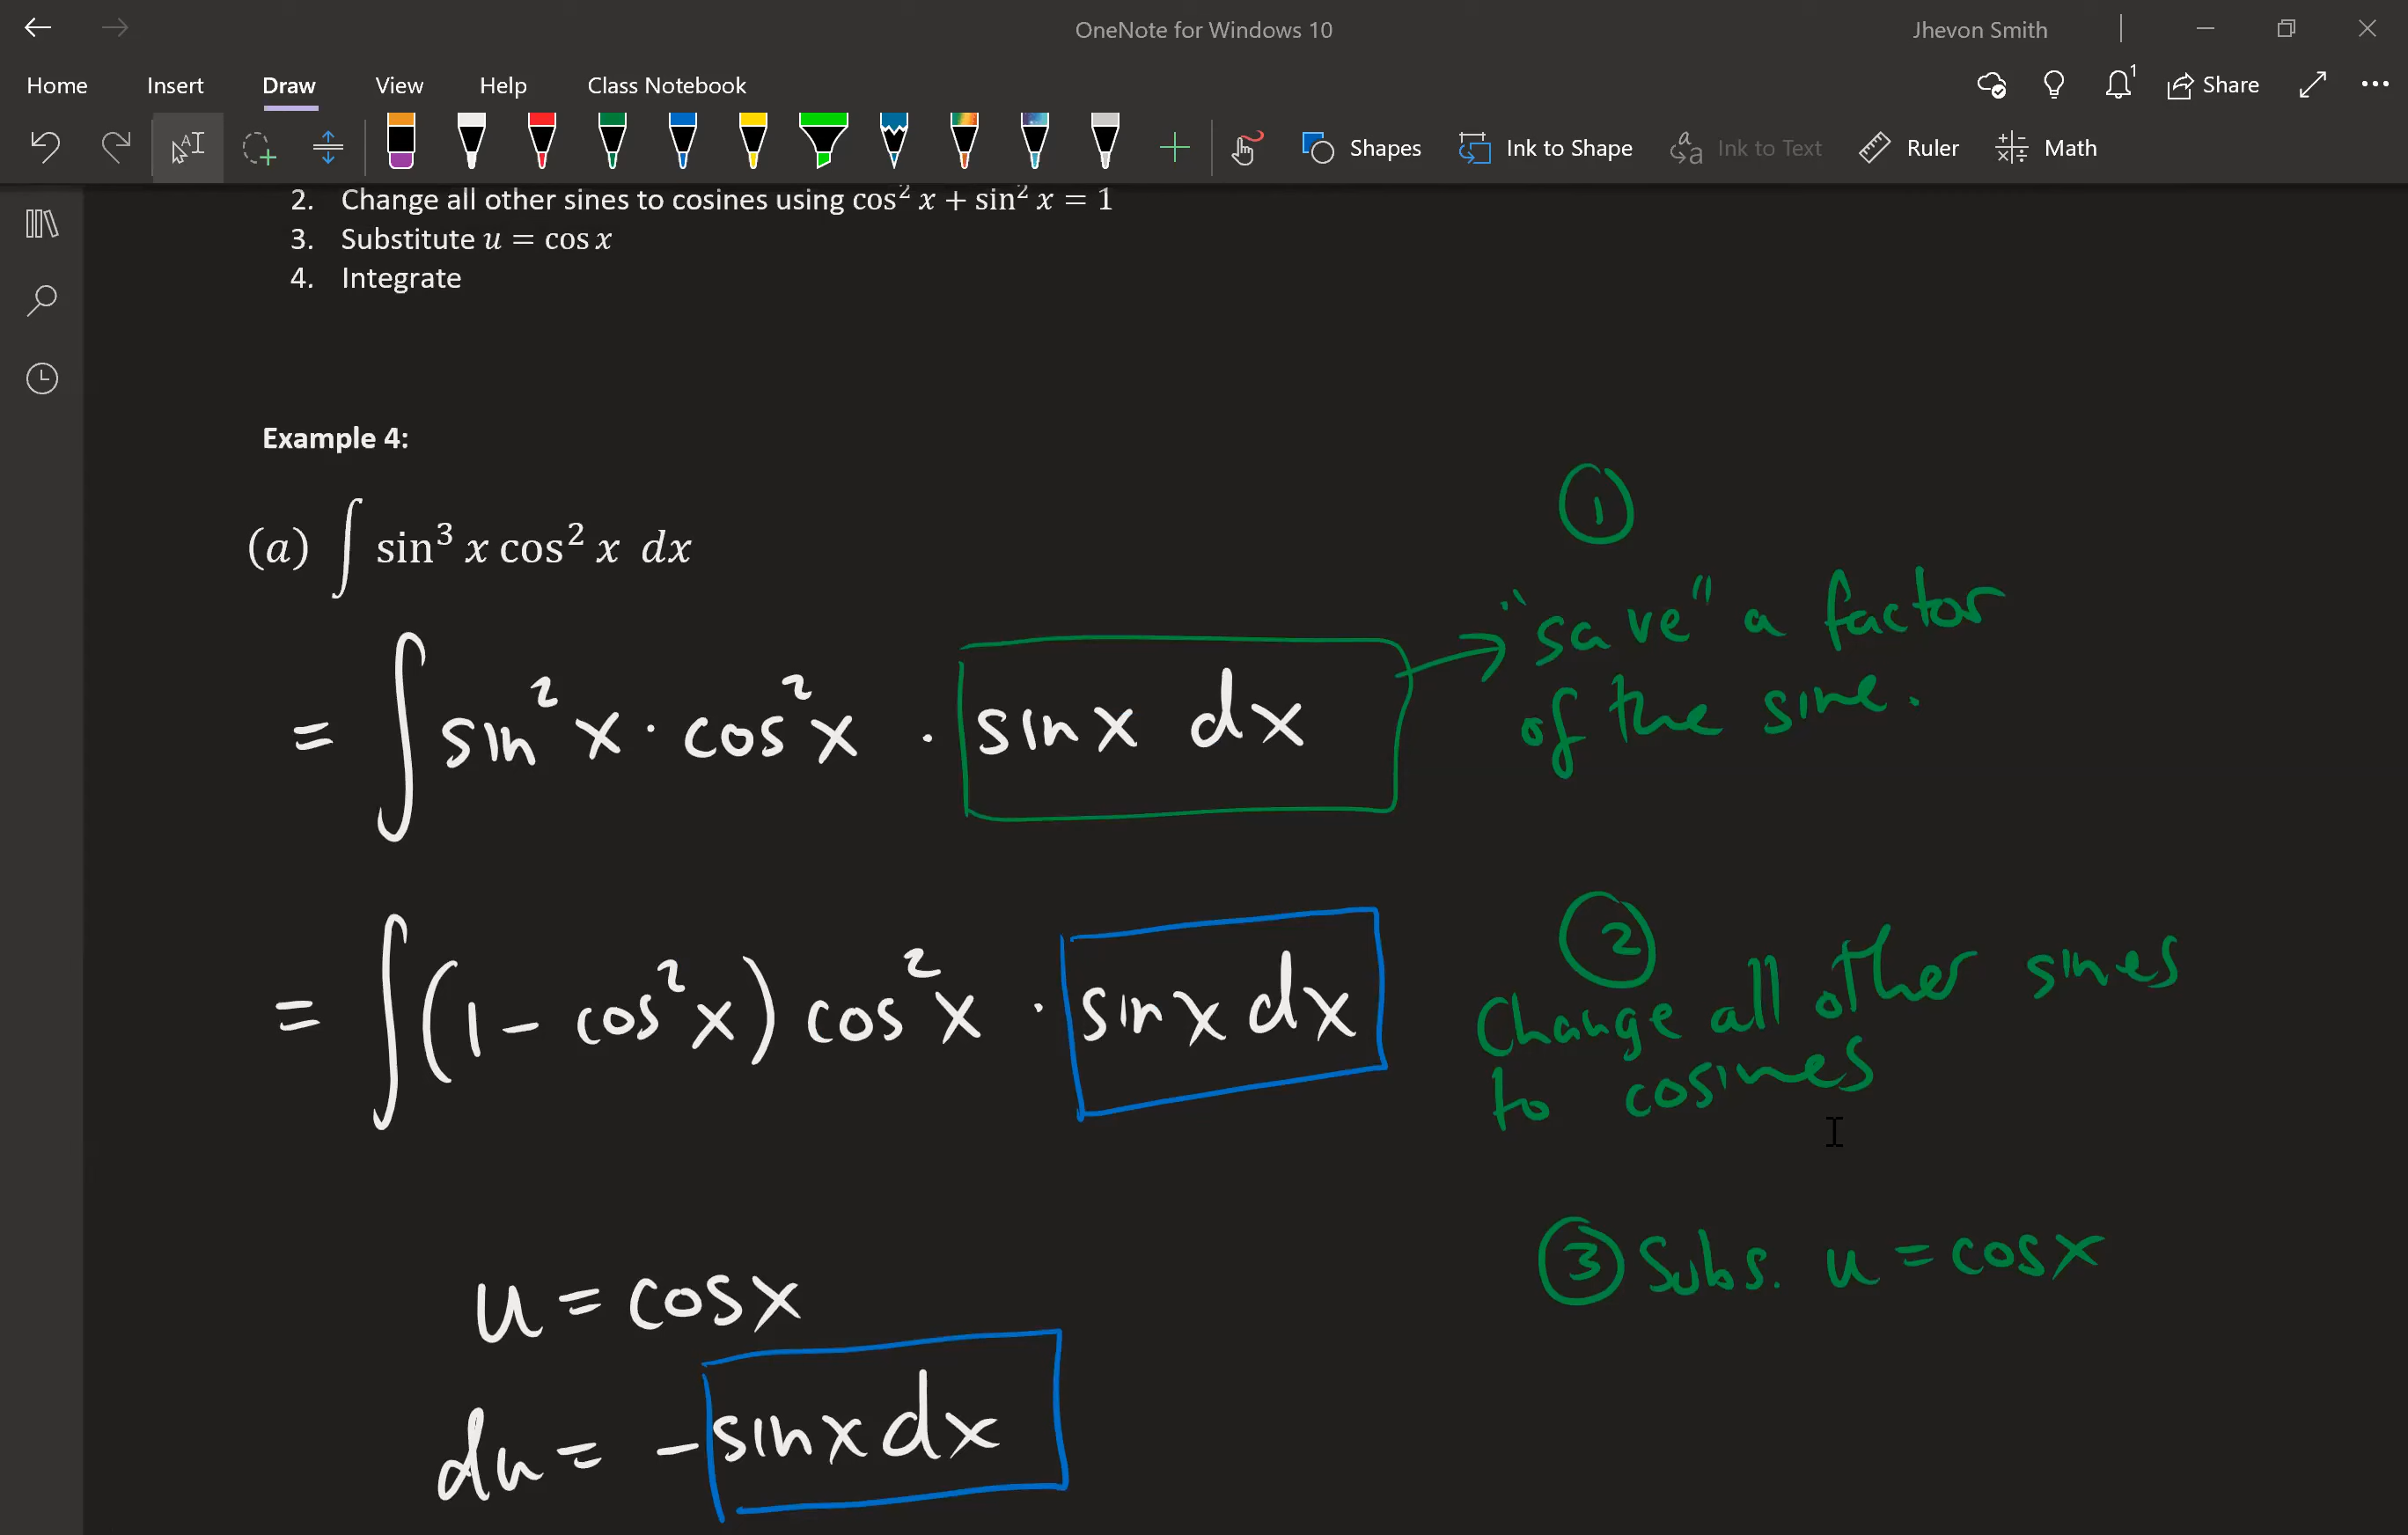 OneNote for Windows 10
Jhevon Smith
Home Insert Draw View Help Class Notebook
1
Share
Shapes Ink to Shape Ink to Text Ruler Math
2. Change all other sines to cosines using cos² x + sin² x = 1
3. Substitute u = cos x
4. Integrate
Example 4:
(a) ∫ sin³ x cos² x dx
= ∫ sin² x · cos² x · sin x dx
①
"save" a factor
of the sine.
= ∫ (1 - cos² x) cos² x · sin x dx
②
Change all other sines
to cosines
③ Subs. u = cos x
u = cos x
du = - sin x dx